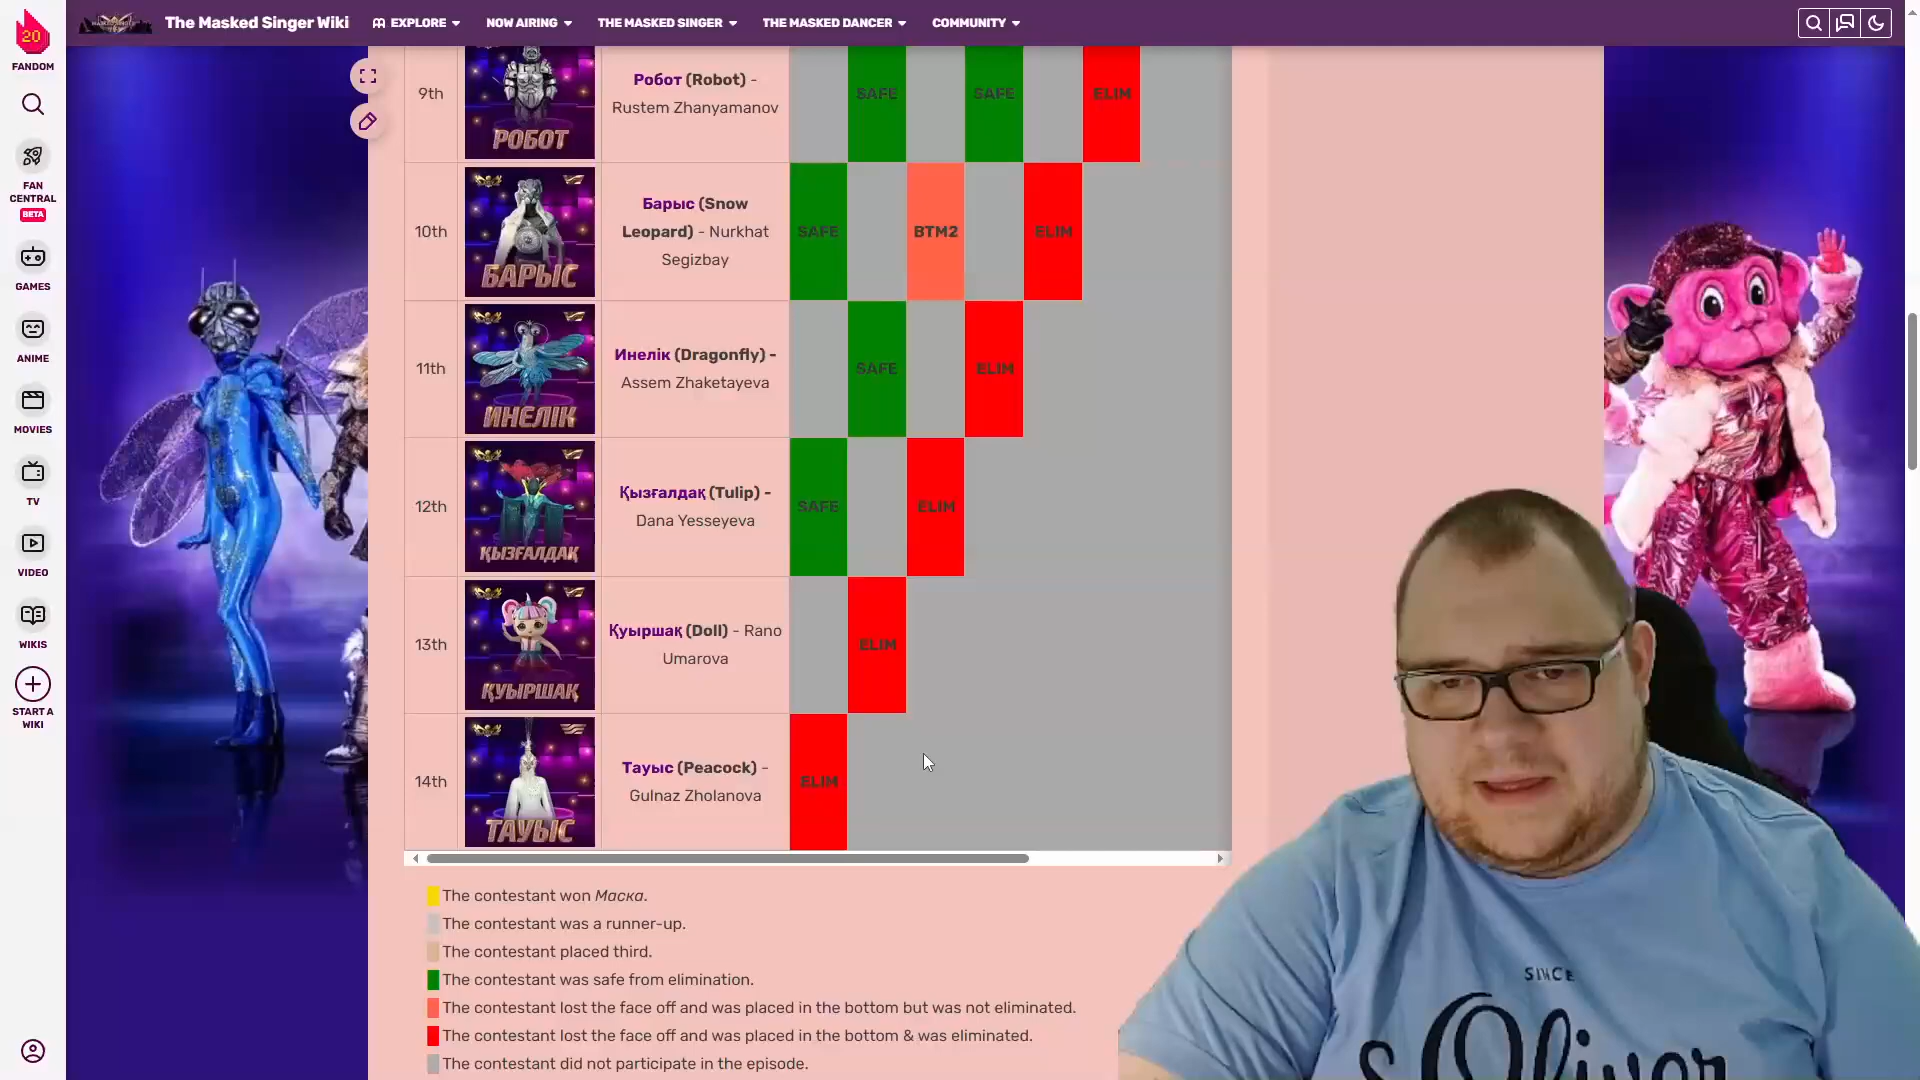 The Masked Singer Wiki
EXPLORE
NOW AIRING
THE MASKED SINGER
THE MASKED DANCER
COMMUNITY
20
FANDOM
FAN
CENTRAL
BETA
GAMES
ANIME
MOVIES
TV
VIDEO
WIKIS
START A
WIKI
9th
РОБОТ
Робот (Robot) -
Rustem Zhanyamanov
SAFE
SAFE
ELIM
10th
БАРЫС
Барыс (Snow
Leopard) - Nurkhat
Segizbay
SAFE
BTM2
ELIM
11th
ИНЕЛІК
Инелік (Dragonfly) -
Assem Zhaketayeva
SAFE
ELIM
12th
ҚЫЗҒАЛДАҚ
Қызғалдақ (Tulip) -
Dana Yesseyeva
SAFE
ELIM
13th
ҚУЫРШАҚ
Қуыршақ (Doll) - Rano
Umarova
ELIM
14th
ТАУЫС
Тауыс (Peacock) -
Gulnaz Zholanova
ELIM
The contestant won Маска.
The contestant was a runner-up.
The contestant placed third.
The contestant was safe from elimination.
The contestant lost the face off and was placed in the bottom but was not eliminated.
The contestant lost the face off and was placed in the bottom & was eliminated.
The contestant did not participate in the episode.
SINCE
s.Oliver